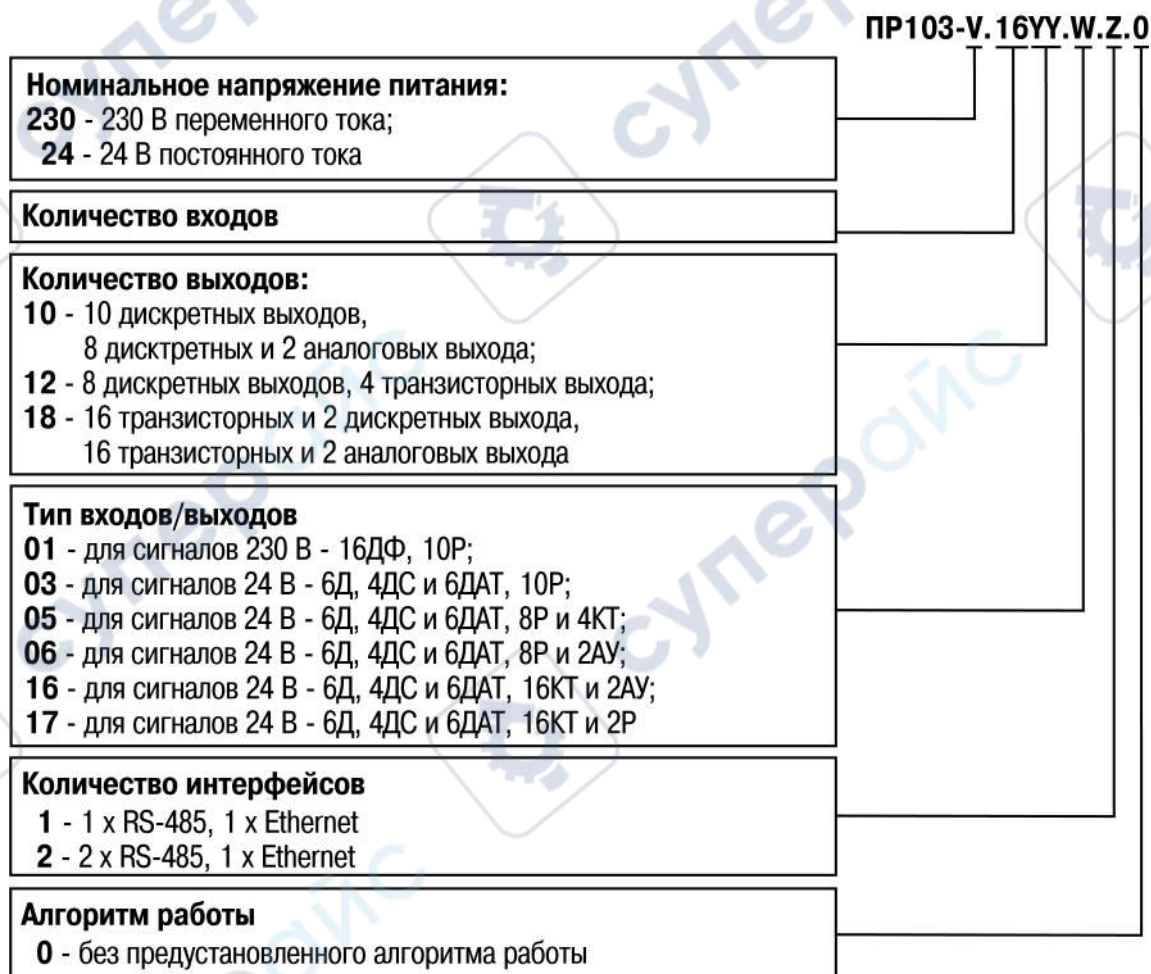 ПР103-V.16YY.W.Z.0
Номинальное напряжение питания:
230 - 230 В переменного тока;
24 - 24 В постоянного тока
Количество входов
Количество выходов:
10 - 10 дискретных выходов,
8 дисктретных и 2 аналоговых выхода;
12 - 8 дискретных выходов, 4 транзисторных выхода;
18 - 16 транзисторных и 2 дискретных выхода,
16 транзисторных и 2 аналоговых выхода
Тип входов/выходов
01 - для сигналов 230 В - 16ДФ, 10Р;
03 - для сигналов 24 В - 6Д, 4ДС и 6ДАТ, 10Р;
05 - для сигналов 24 В - 6Д, 4ДС и 6ДАТ, 8Р и 4КТ;
06 - для сигналов 24 В - 6Д, 4ДС и 6ДАТ, 8Р и 2АУ;
16 - для сигналов 24 В - 6Д, 4ДС и 6ДАТ, 16КТ и 2АУ;
17 - для сигналов 24 В - 6Д, 4ДС и 6ДАТ, 16КТ и 2Р
Количество интерфейсов
1 - 1 x RS-485, 1 x Ethernet
2 - 2 x RS-485, 1 x Ethernet
Алгоритм работы
0 - без предустановленного алгоритма работы
суперайс